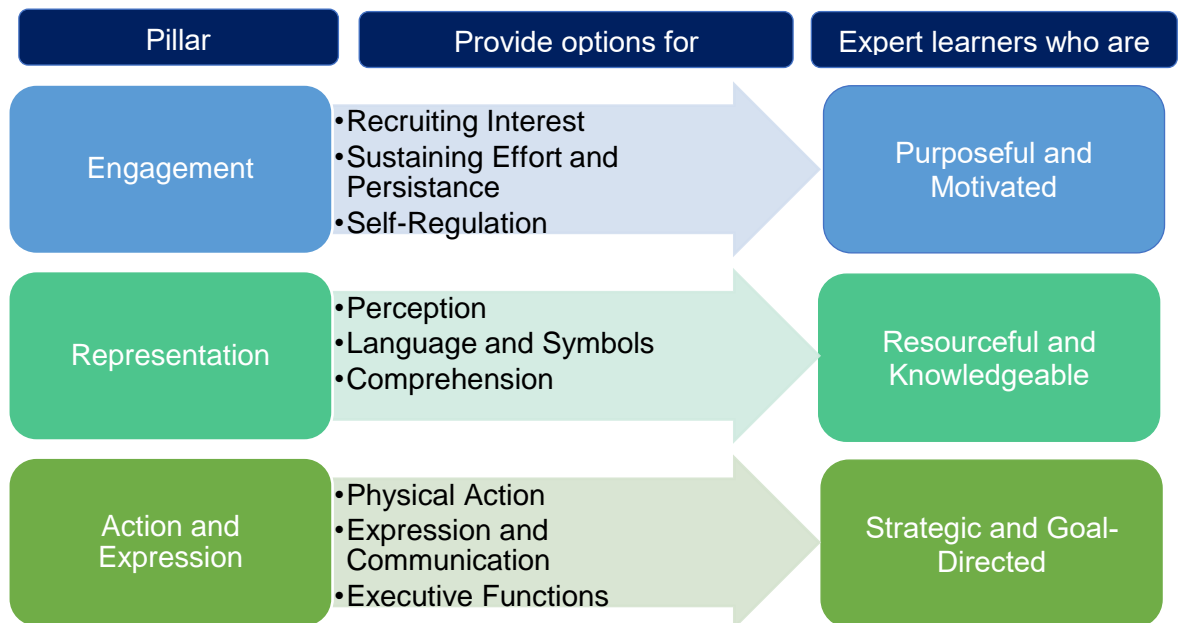 Pillar
Provide options for
Expert learners who are
Engagement
•Recruiting Interest
•Sustaining Effort and
Persistance
•Self-Regulation
Purposeful and
Motivated
Representation
•Perception
•Language and Symbols
•Comprehension
Resourceful and
Knowledgeable
Action and
Expression
•Physical Action
•Expression and
Communication
•Executive Functions
Strategic and Goal-
Directed